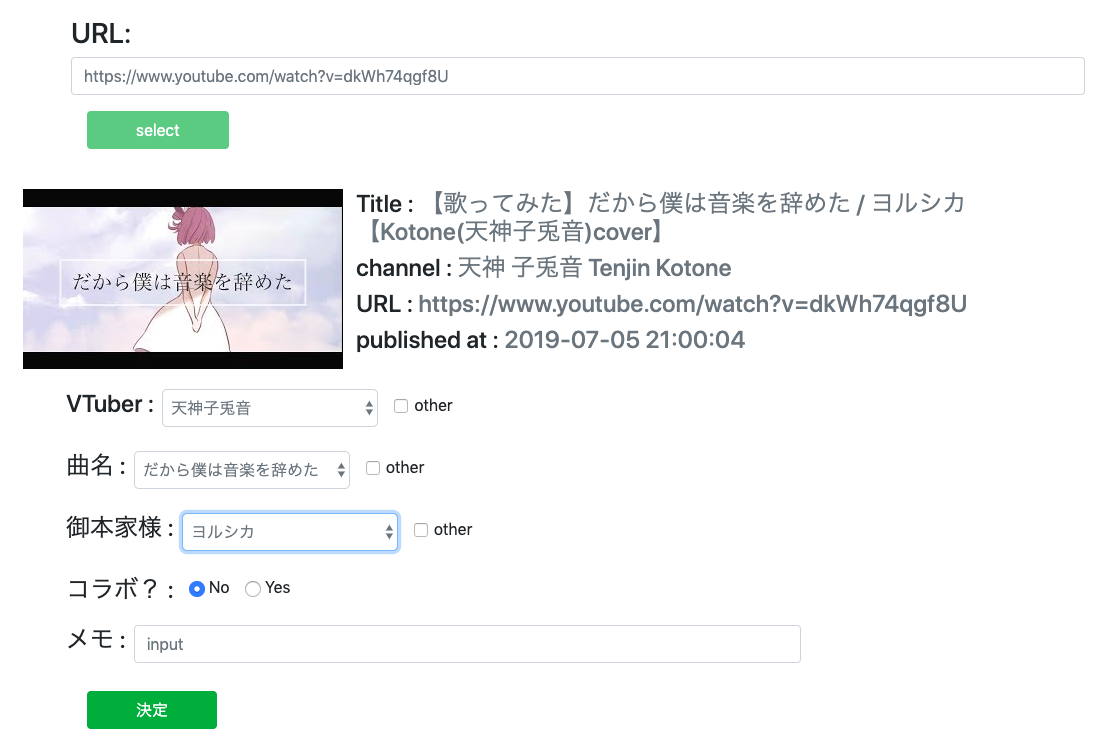 URL:
https://www.youtube.com/watch?v=dkWh74qgf8U
select
だから僕は音楽を辞めた
Title : 【歌ってみた】だから僕は音楽を辞めた / ヨルシカ
【Kotone(天神子兎音)cover】
channel : 天神 子兎音 Tenjin Kotone
URL : https://www.youtube.com/watch?v=dkWh74qgf8U
published at : 2019-07-05 21:00:04
VTuber : 天神子兎音 other
曲名 : だから僕は音楽を辞めた other
御本家様 : ヨルシカ other
コラボ？ : No Yes
メモ : input
決定